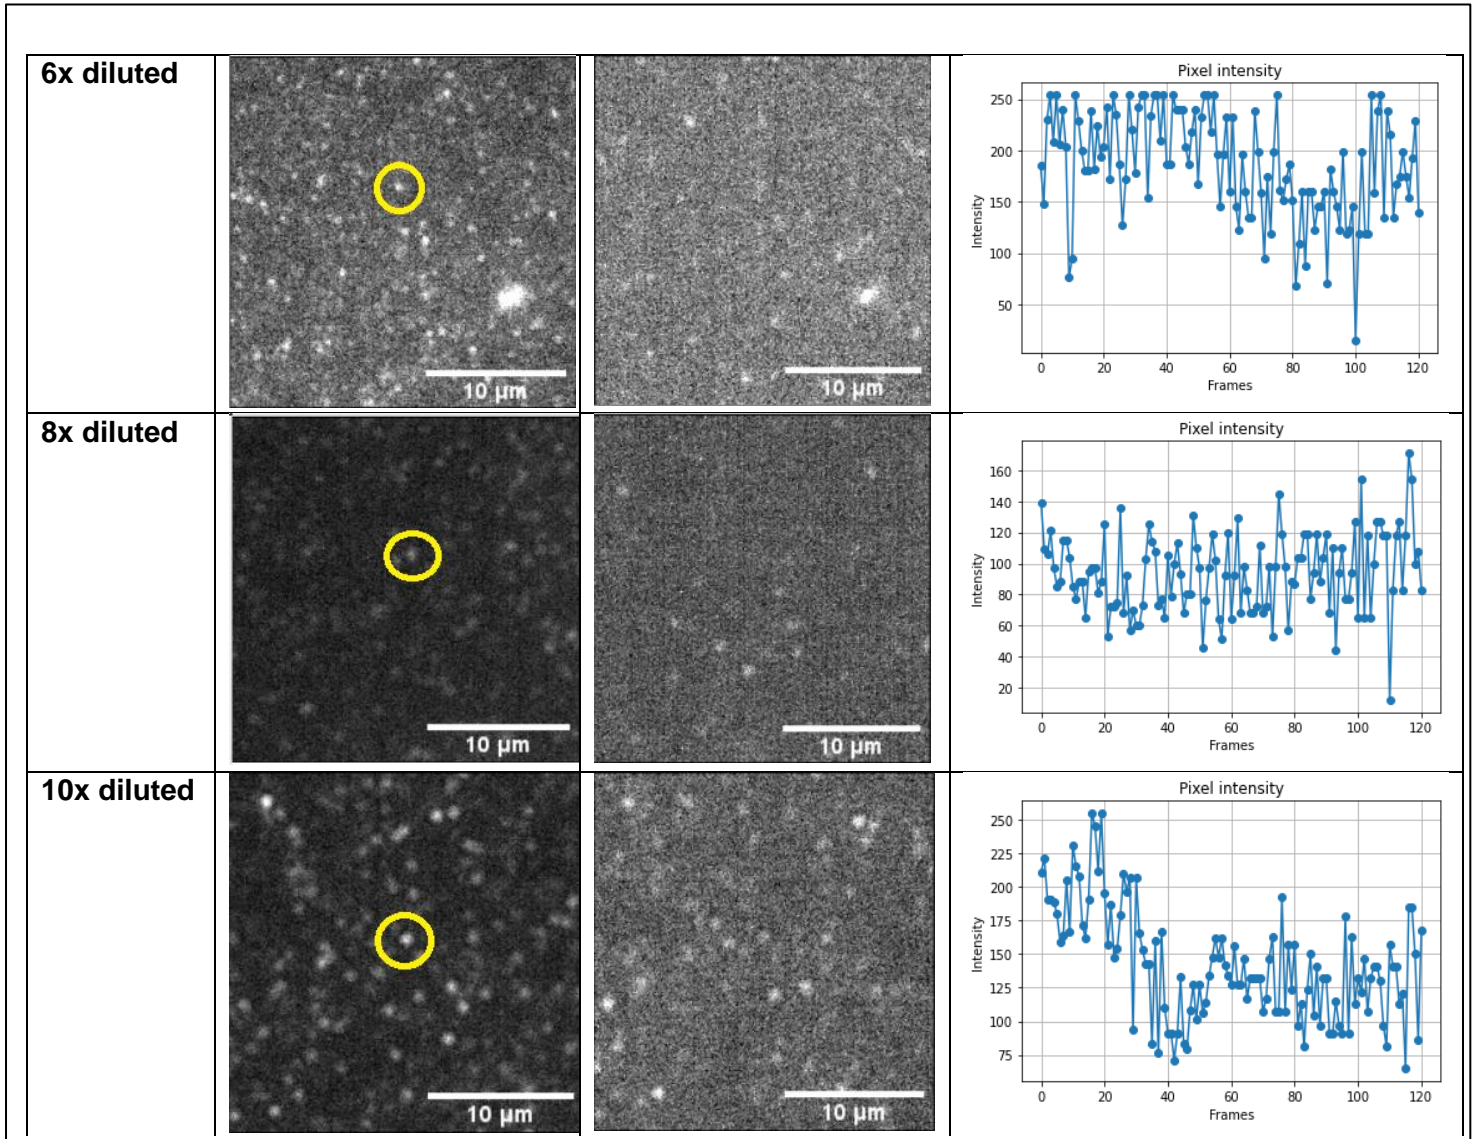 6x diluted
10 µm
10 µm
Pixel intensity
Intensity
250
200
150
100
50
0 20 40 60 80 100 120
Frames
8x diluted
10 µm
10 µm
Pixel intensity
Intensity
160
140
120
100
80
60
40
20
0 20 40 60 80 100 120
Frames
10x diluted
10 µm
10 µm
Pixel intensity
Intensity
250
225
200
175
150
125
100
75
0 20 40 60 80 100 120
Frames